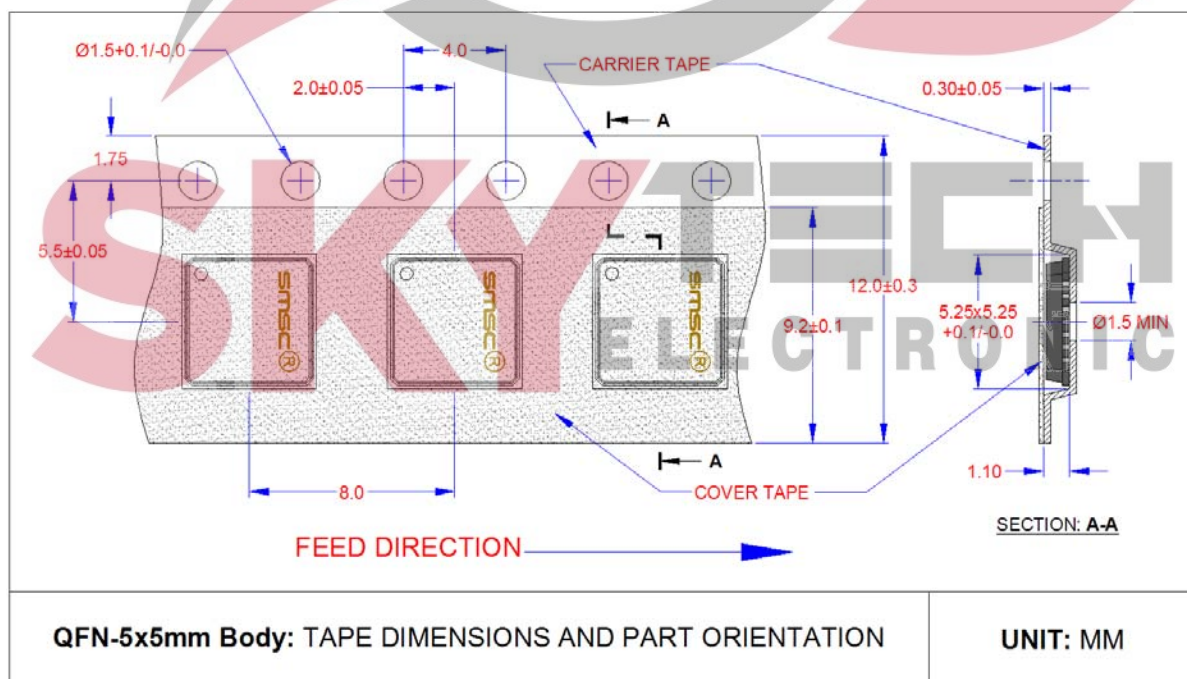 Ø1.5+0.1/-0.0
4.0
CARRIER TAPE
0.30±0.05
2.0±0.05
A
1.75
5.5±0.05
SKYTECH
ELECTRONIC
smsc®
smsc®
smsc®
12.0±0.3
9.2±0.1
5.25x5.25
+0.1/-0.0
Ø1.5 MIN
A
1.10
8.0
COVER TAPE
SECTION: A-A
FEED DIRECTION
QFN-5x5mm Body: TAPE DIMENSIONS AND PART ORIENTATION
UNIT: MM